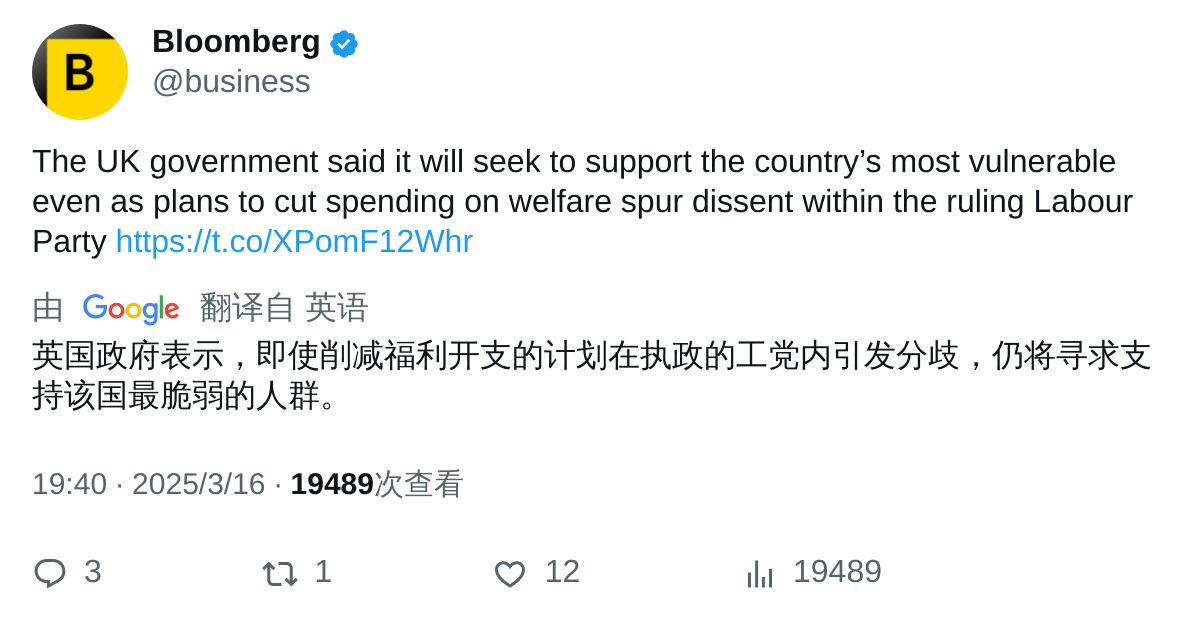 B
Bloomberg
@business
The UK government said it will seek to support the country’s most vulnerable
even as plans to cut spending on welfare spur dissent within the ruling Labour
Party https://t.co/XPomF12Whr
由 Google 翻译自 英语
英国政府表示，即使削减福利开支的计划在执政的工党内引发分歧，仍将寻求支
持该国最脆弱的人群。
19:40 · 2025/3/16 · 19489次查看
3 1 12 19489